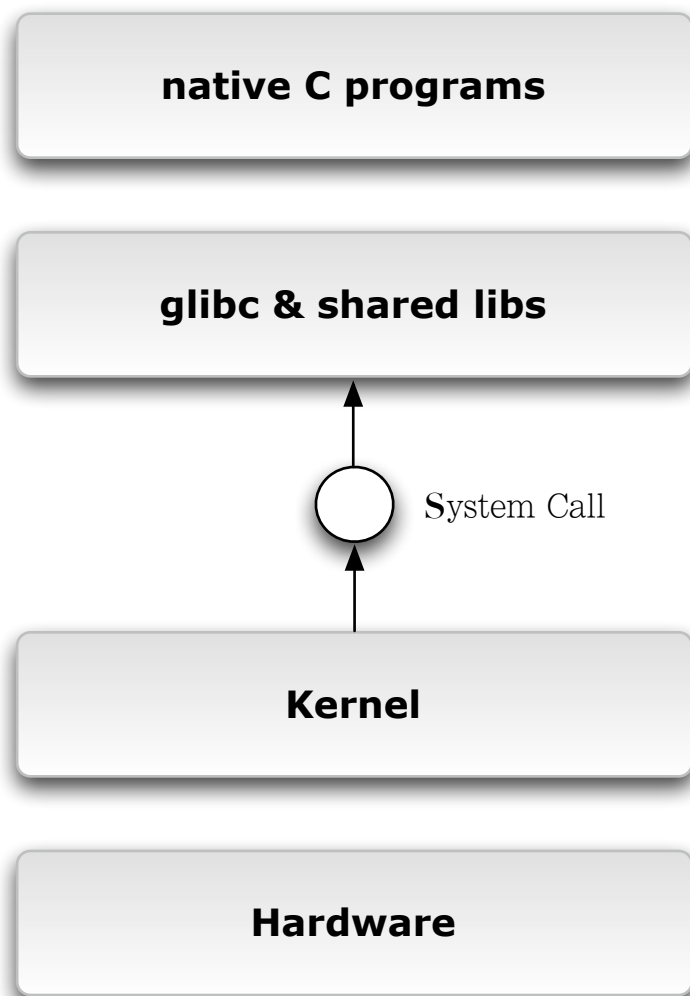 native C programs
glibc & shared libs
System Call
Kernel
Hardware